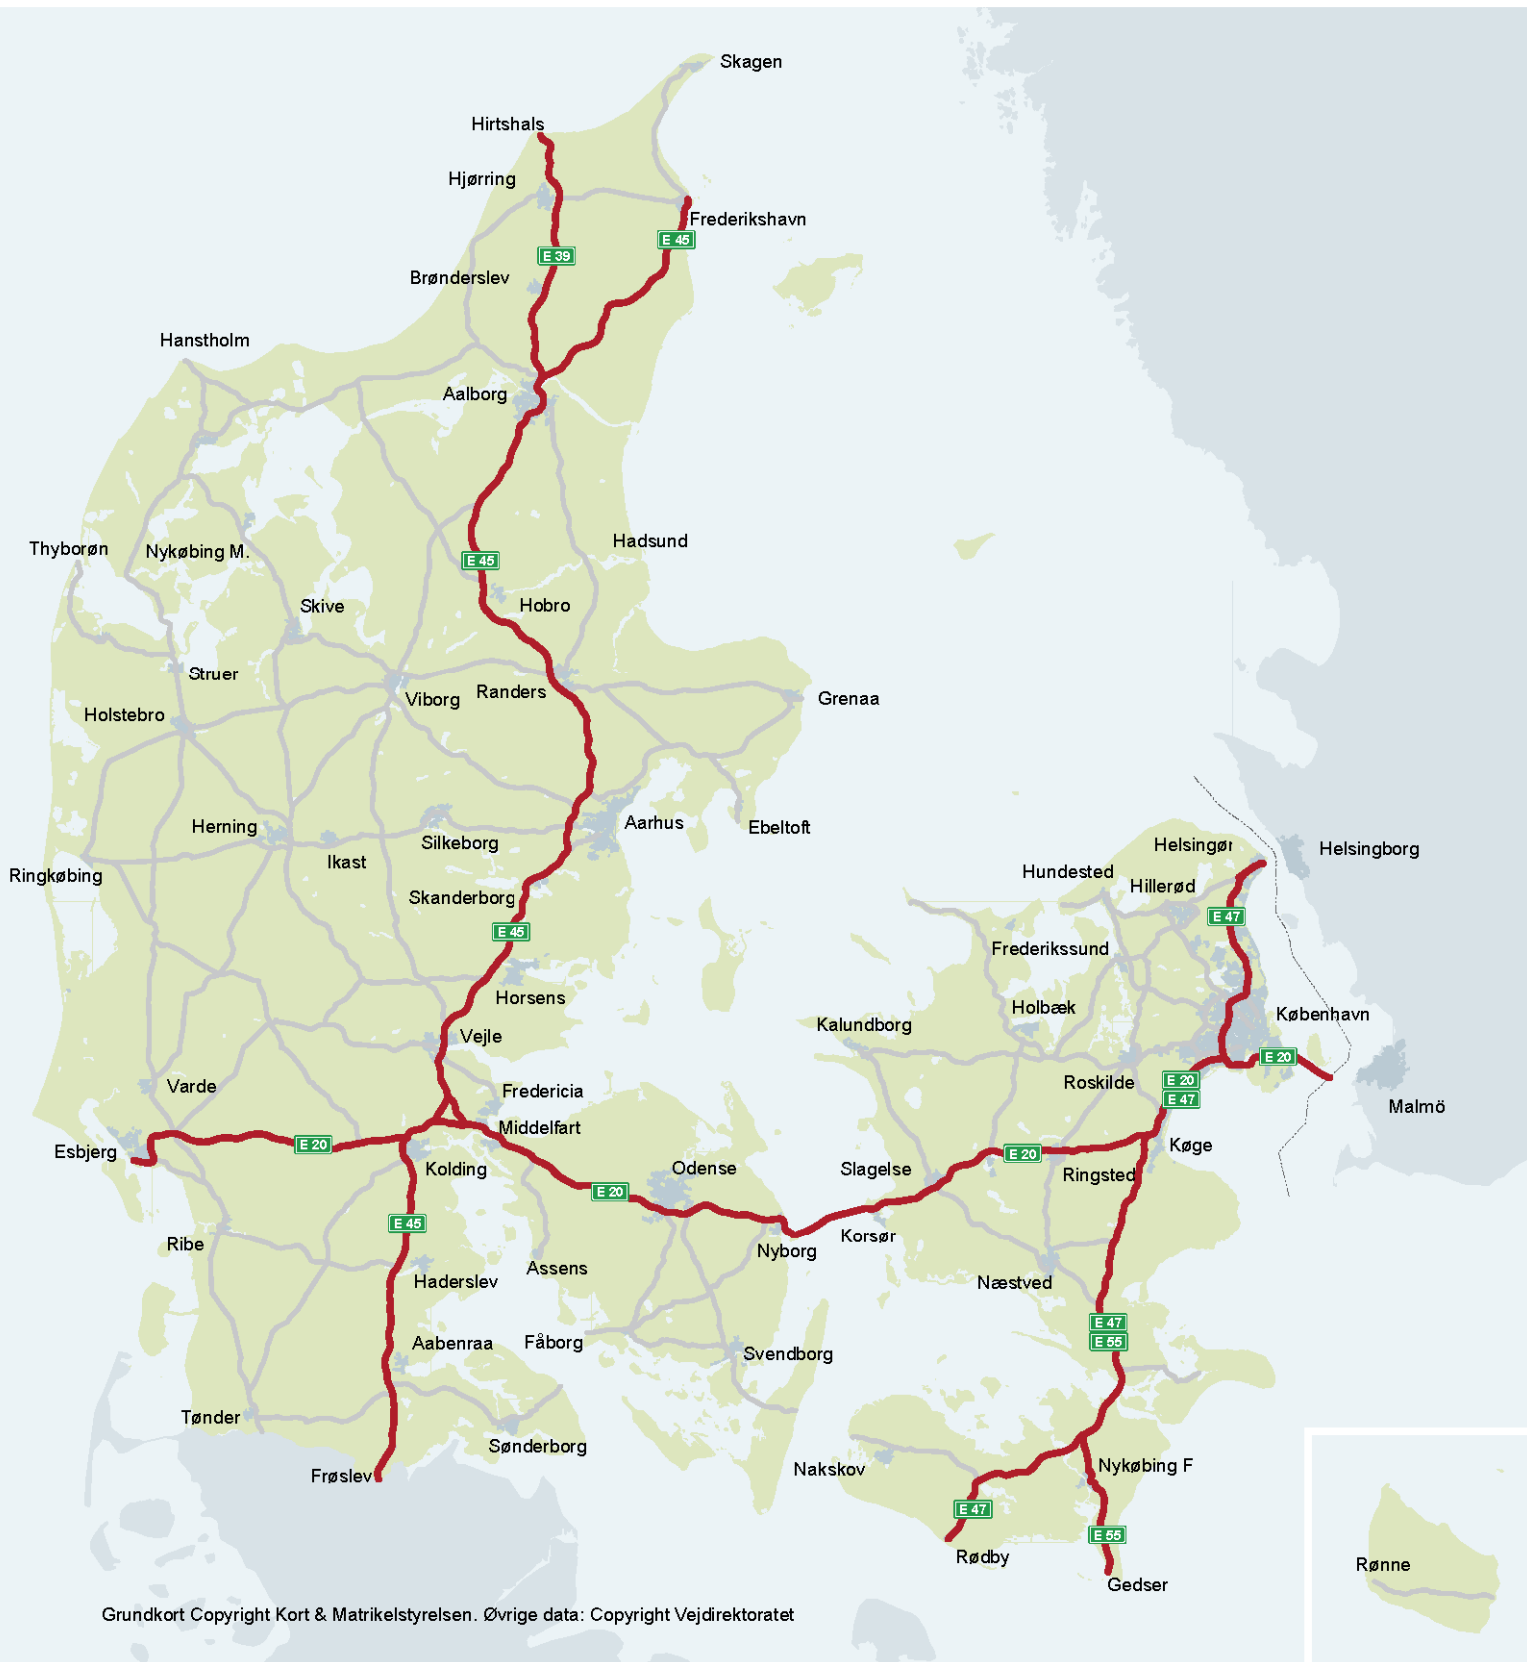 Skagen
Hirtshals
Hjørring
Frederikshavn
E 45
E 39
Brønderslev
Hanstholm
Aalborg
Hadsund
Thyborøn
Nykøbing M.
E 45
Skive
Hobro
Struer
Viborg
Randers
Grenaa
Holstebro
Herning
Aarhus
Ebeltoft
Silkeborg
Ikast
Ringkøbing
Skanderborg
E 45
Helsingør
Helsingborg
Hundested
Hillerød
E 47
Frederikssund
Horsens
Holbæk
København
Kalundborg
Vejle
E 20
Varde
Fredericia
Roskilde
E 20
E 47
Malmö
Middelfart
Esbjerg
E 20
Kolding
Odense
Slagelse
E 20
Ringsted
Køge
E 20
E 45
Ribe
Nyborg
Korsør
Haderslev
Assens
Næstved
E 47
E 55
Aabenraa
Fåborg
Svendborg
Tønder
Sønderborg
Frøslev
Nakskov
Nykøbing F
E 47
E 55
Rødby
Gedser
Rønne
Grundkort Copyright Kort & Matrikelstyrelsen. Øvrige data: Copyright Vejdirektoratet